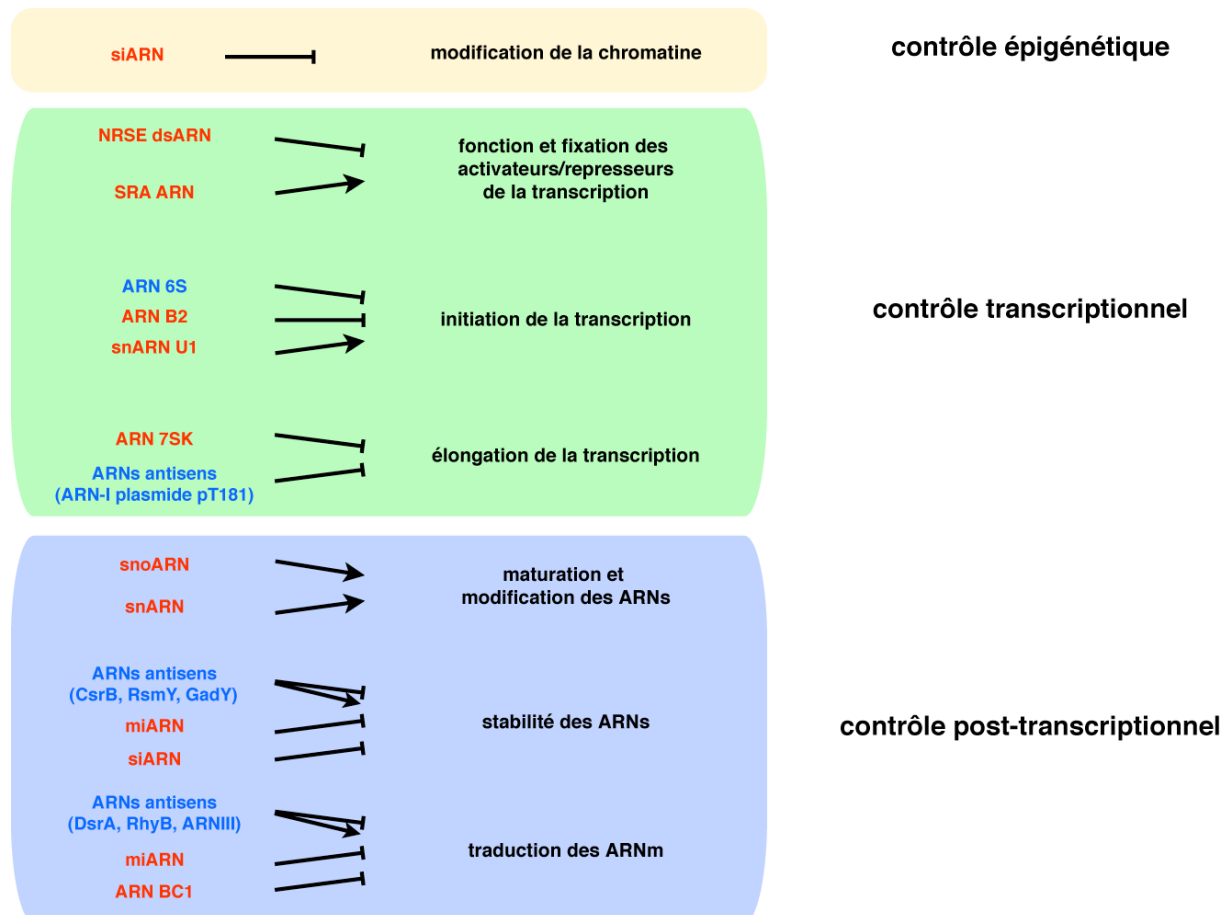 siARN
modification de la chromatine
contrôle épigénétique
NRSE dsARN
SRA ARN
fonction et fixation des
activateurs/represseurs
de la transcription
ARN 6S
ARN B2
snARN U1
initiation de la transcription
contrôle transcriptionnel
ARN 7SK
ARNs antisens
(ARN-I plasmide pT181)
élongation de la transcription
snoARN
snARN
maturation et
modification des ARNs
ARNs antisens
(CsrB, RsmY, GadY)
miARN
siARN
stabilité des ARNs
contrôle post-transcriptionnel
ARNs antisens
(DsrA, RhyB, ARNIII)
miARN
ARN BC1
traduction des ARNm